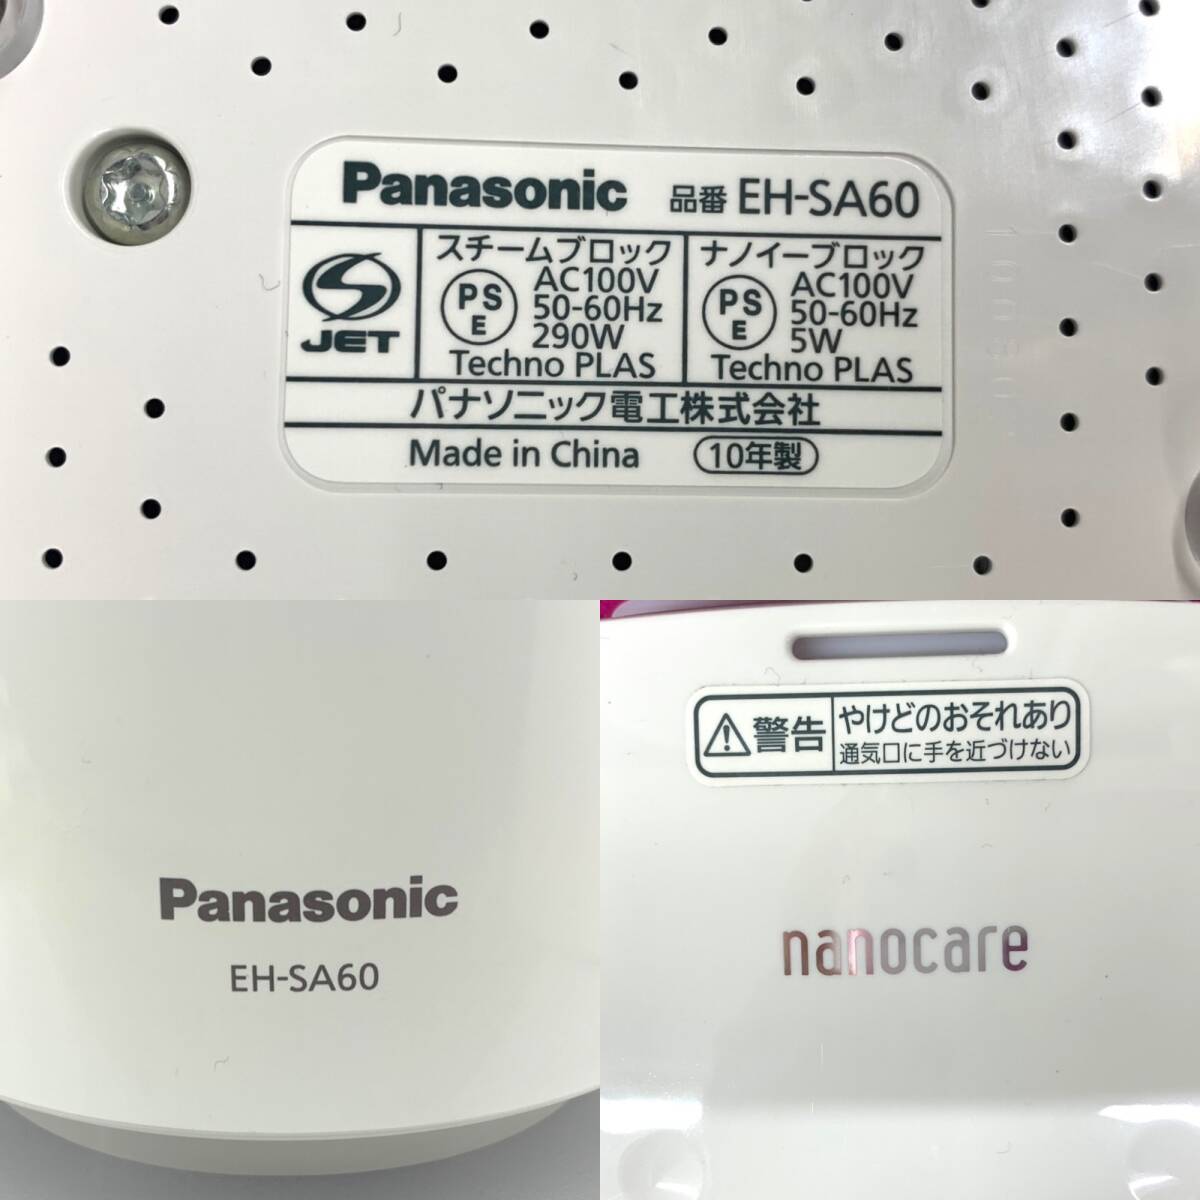 Panasonic 品番 EH-SA60
JET
スチームブロック
PS
E
AC100V
50-60Hz
290W
Techno PLAS
ナノイーブロック
PS
E
AC100V
50-60Hz
5W
Techno PLAS
パナソニック電工株式会社
Made in China 10年製
Panasonic
EH-SA60
警告
やけどのおそれあり
通気口に手を近づけない
nanocare